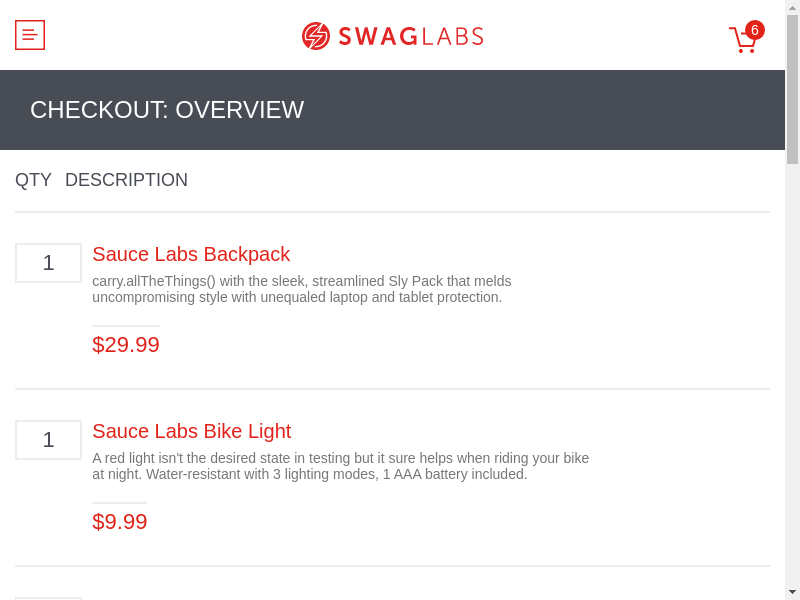 SWAGLABS
6
CHECKOUT: OVERVIEW
QTY DESCRIPTION
1
Sauce Labs Backpack
carry.allTheThings() with the sleek, streamlined Sly Pack that melds
uncompromising style with unequaled laptop and tablet protection.
$29.99
1
Sauce Labs Bike Light
A red light isn't the desired state in testing but it sure helps when riding your bike
at night. Water-resistant with 3 lighting modes, 1 AAA battery included.
$9.99